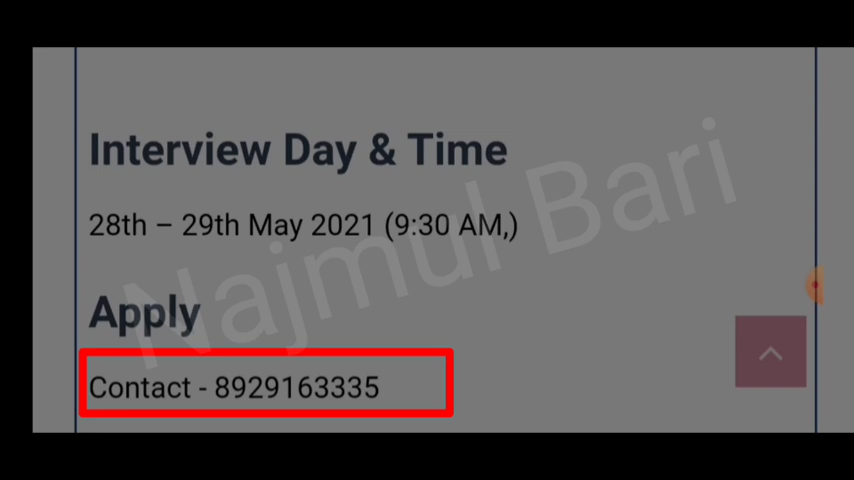 Interview Day & Time
28th – 29th May 2021 (9:30 AM,)
Najmul Bari
Apply
Contact - 8929163335